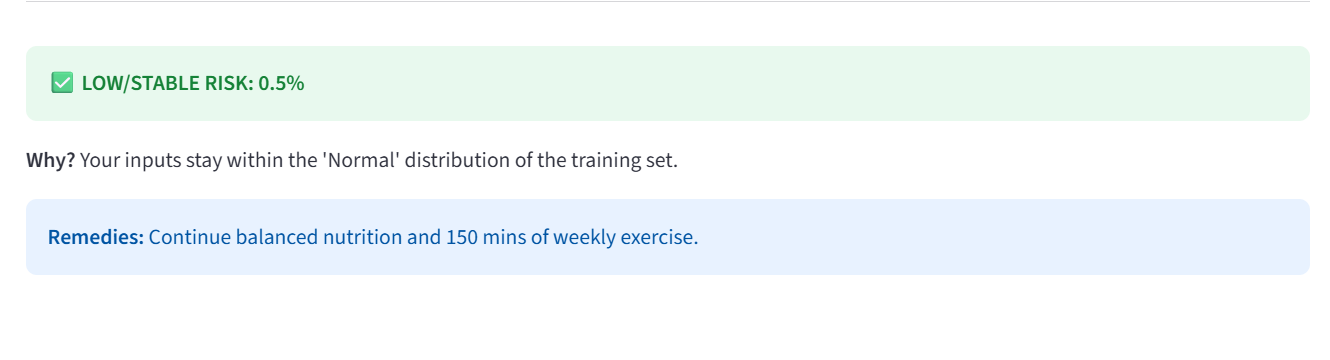 ✅ LOW/STABLE RISK: 0.5%
Why? Your inputs stay within the 'Normal' distribution of the training set.
Remedies: Continue balanced nutrition and 150 mins of weekly exercise.